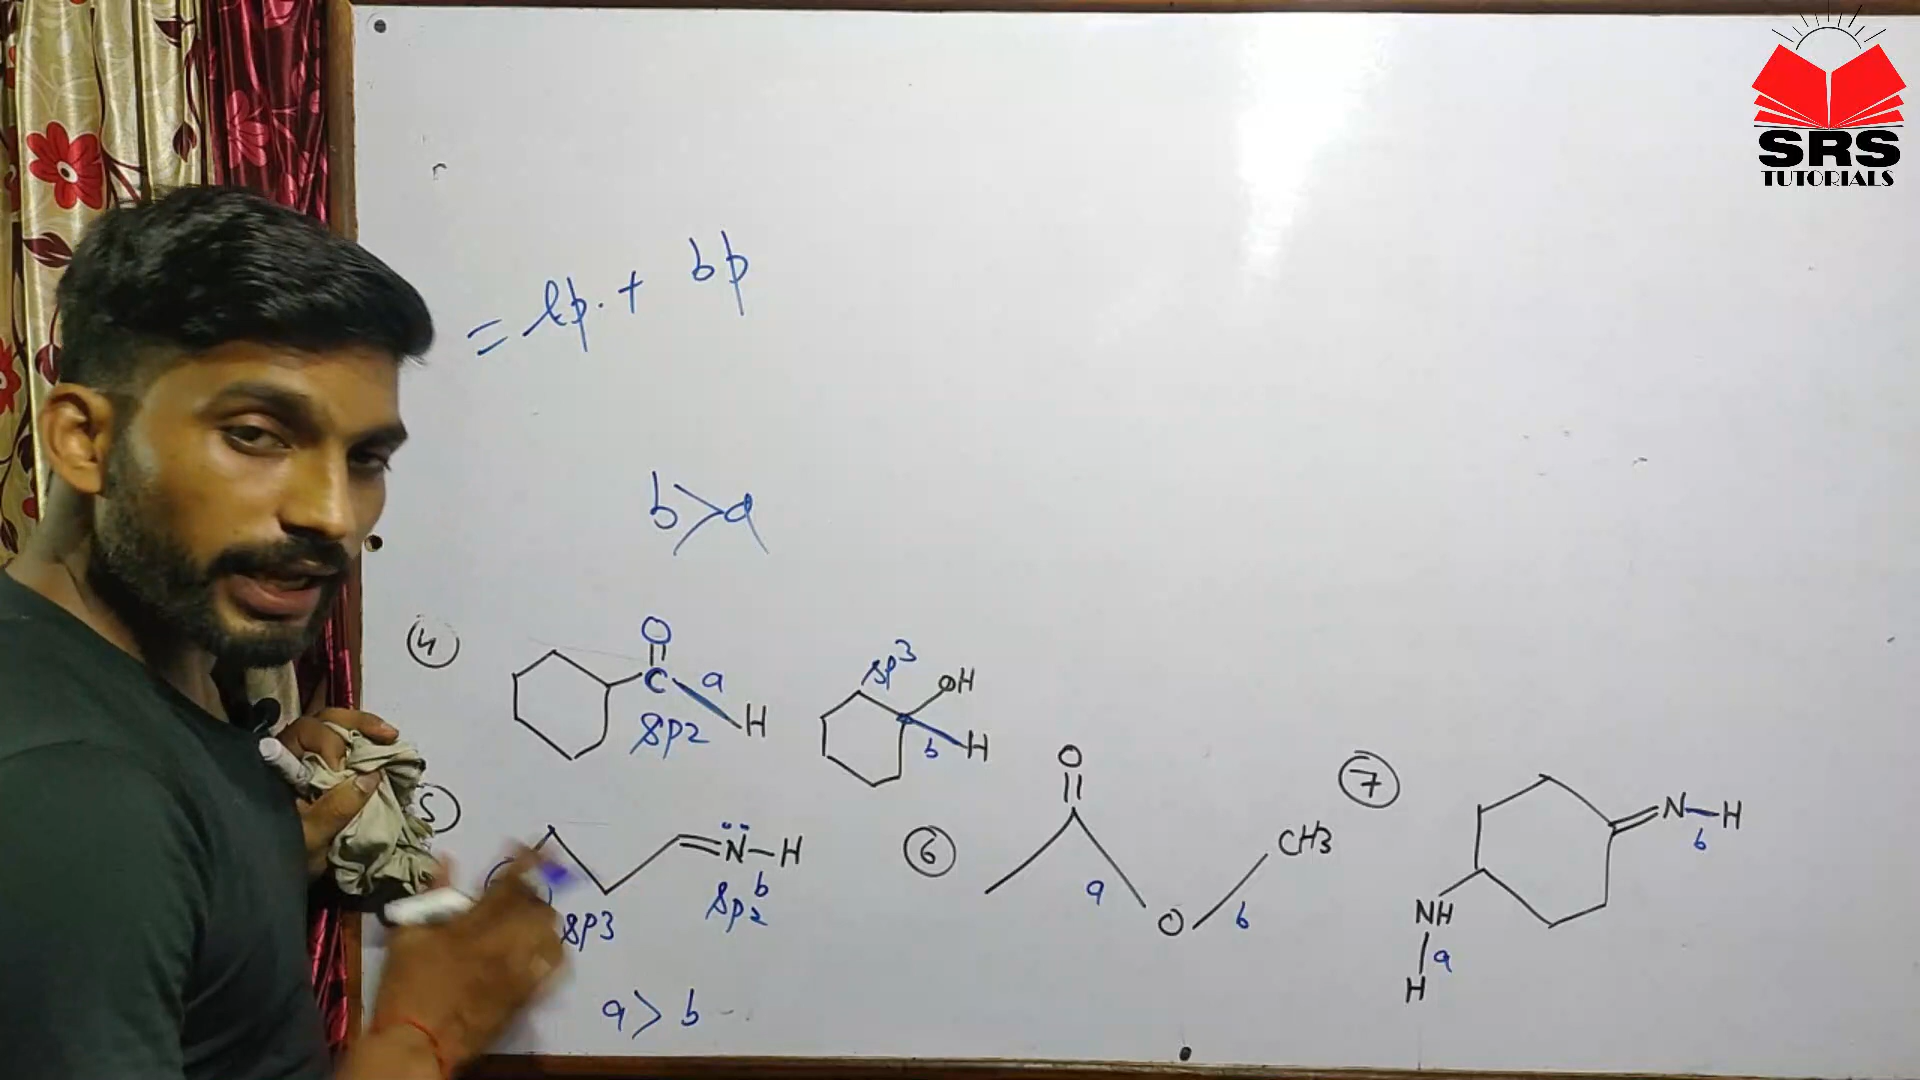 SRS
TUTORIALS
= lp. + bp
b>a
4
O
C a H
sp2
sp3
OH
b H
5
N-H
b
sp3
sp2
a > b
6
O
a
O
b
CH3
7
N-H
b
NH
a
H